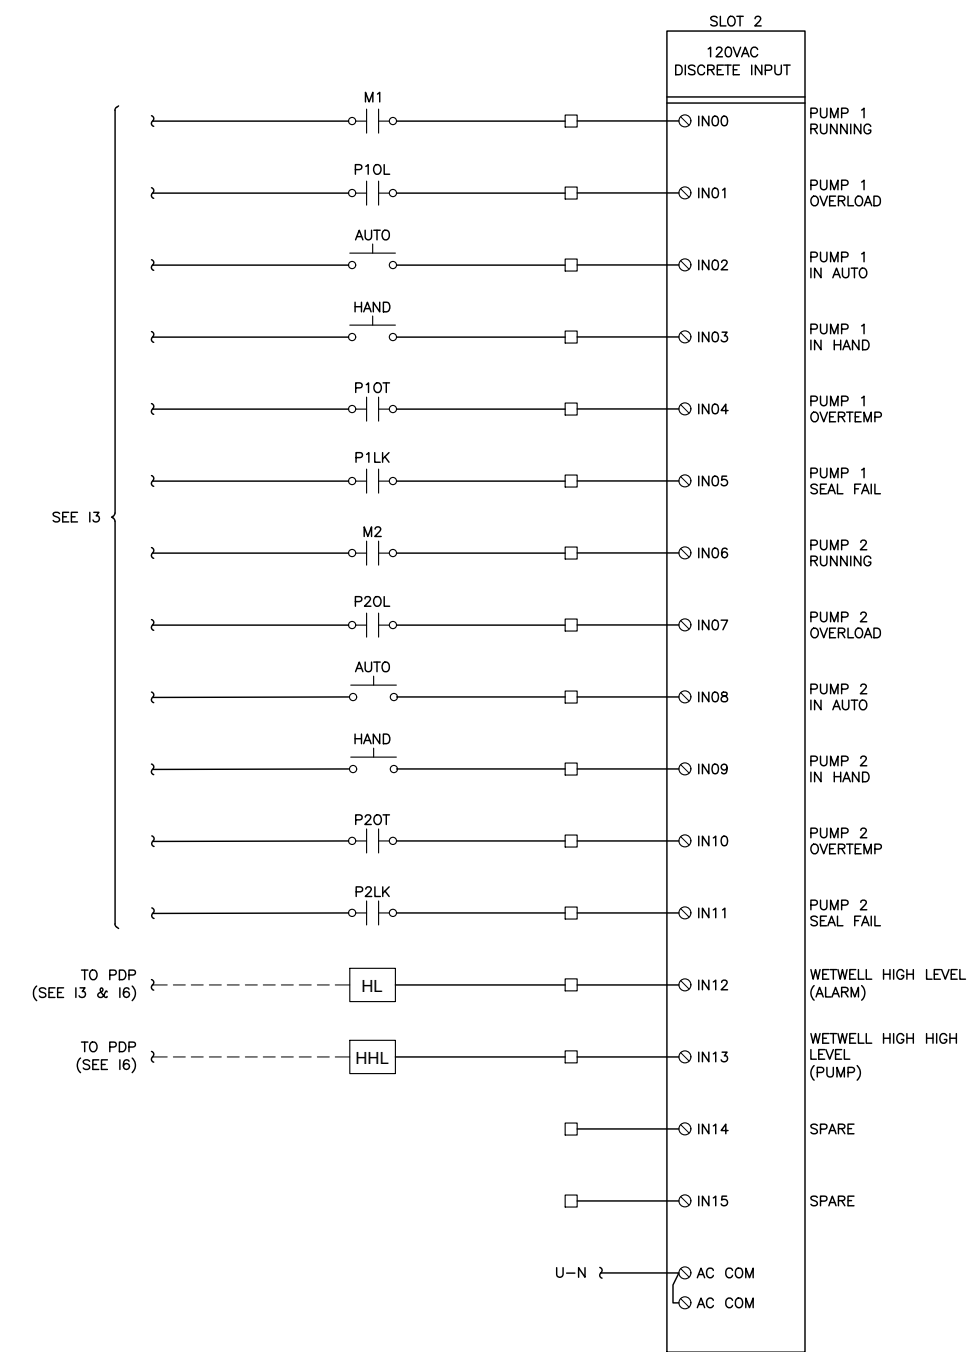 SLOT 2
120VAC
DISCRETE INPUT
M1
IN00
PUMP 1
RUNNING
P1OL
IN01
PUMP 1
OVERLOAD
AUTO
IN02
PUMP 1
IN AUTO
HAND
IN03
PUMP 1
IN HAND
P1OT
IN04
PUMP 1
OVERTEMP
P1LK
IN05
PUMP 1
SEAL FAIL
SEE I3
M2
IN06
PUMP 2
RUNNING
P2OL
IN07
PUMP 2
OVERLOAD
AUTO
IN08
PUMP 2
IN AUTO
HAND
IN09
PUMP 2
IN HAND
P2OT
IN10
PUMP 2
OVERTEMP
P2LK
IN11
PUMP 2
SEAL FAIL
TO PDP
(SEE I3 & I6)
HL
IN12
WETWELL HIGH LEVEL
(ALARM)
TO PDP
(SEE I6)
HHL
IN13
WETWELL HIGH HIGH
LEVEL
(PUMP)
IN14
SPARE
IN15
SPARE
U-N
AC COM
AC COM